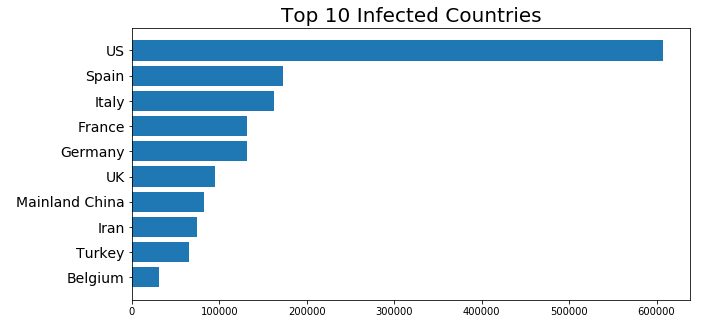 Top 10 Infected Countries
US
Spain
Italy
France
Germany
UK
Mainland China
Iran
Turkey
Belgium
0 100000 200000 300000 400000 500000 600000